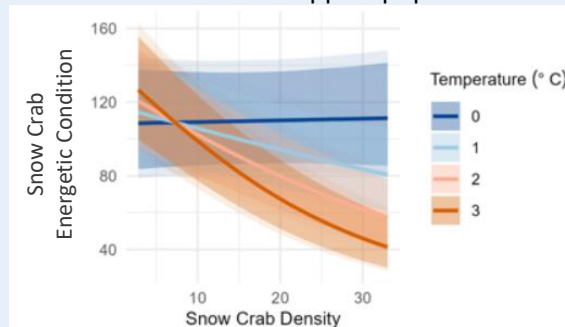 160
120
80
40
Snow Crab
Energetic Condition
10 20 30
Snow Crab Density
Temperature (° C)
0
1
2
3